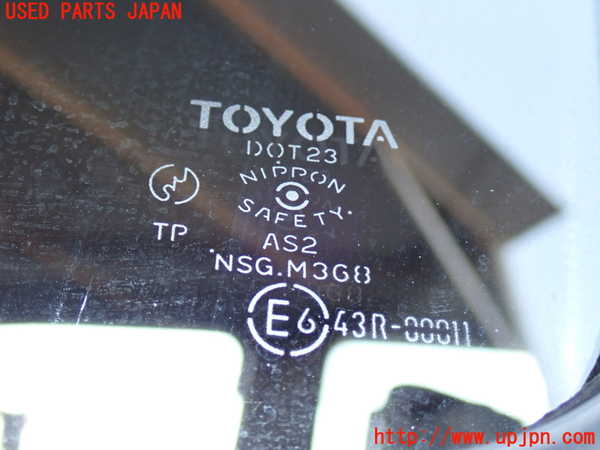 USED PARTS JAPAN
TOYOTA
DOT23
NIPPON
SAFETY.
TP
AS2
NSG.M3G8
E6 43R-00011
http://www.upjpn.com/